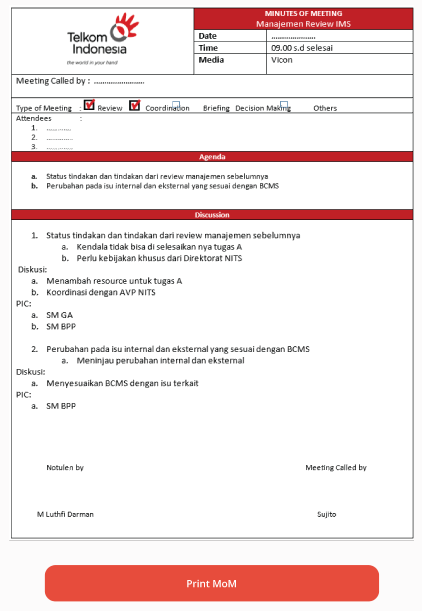 MINUTES OF MEETING
Manajemen Review IMS
Telkom
Indonesia
the world in your hand
Date ......................
Time 09.00 s.d selesai
Media Vicon
Meeting Called by : ........................
Type of Meeting : Review Coordination Briefing Decision Making Others
Attendees :
1. ............
2. .............
3. .............
Agenda
a. Status tindakan dan tindakan dari review manajemen sebelumnya
b. Perubahan pada isu internal dan eksternal yang sesuai dengan BCMS
Discussion
1. Status tindakan dan tindakan dari review manajemen sebelumnya
a. Kendala tidak bisa di selesaikan nya tugas A
b. Perlu kebijakan khusus dari Direktorat NITS
Diskusi:
a. Menambah resource untuk tugas A
b. Koordinasi dengan AVP NITS
PIC:
a. SM GA
b. SM BPP
2. Perubahan pada isu internal dan eksternal yang sesuai dengan BCMS
a. Meninjau perubahan internal dan eksternal
Diskusi:
a. Menyesuaikan BCMS dengan isu terkait
PIC:
a. SM BPP
Notulen by Meeting Called by
M Luthfi Darman Sujito
Print MoM